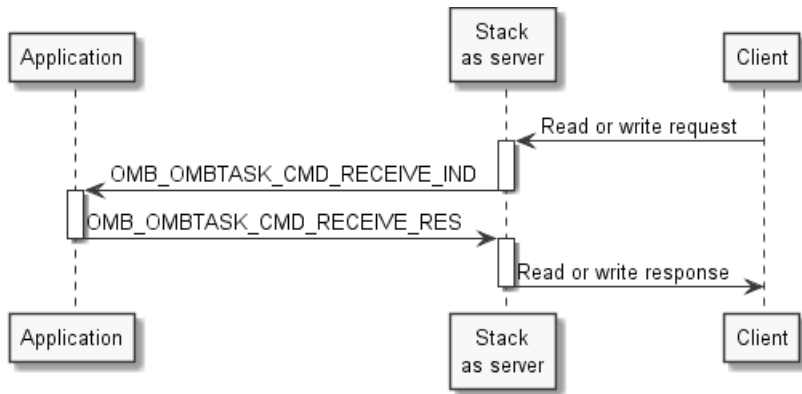 Application
Stack
as server
Client
Read or write request
OMB_OMBTASK_CMD_RECEIVE_IND
OMB_OMBTASK_CMD_RECEIVE_RES
Read or write response
Application
Stack
as server
Client